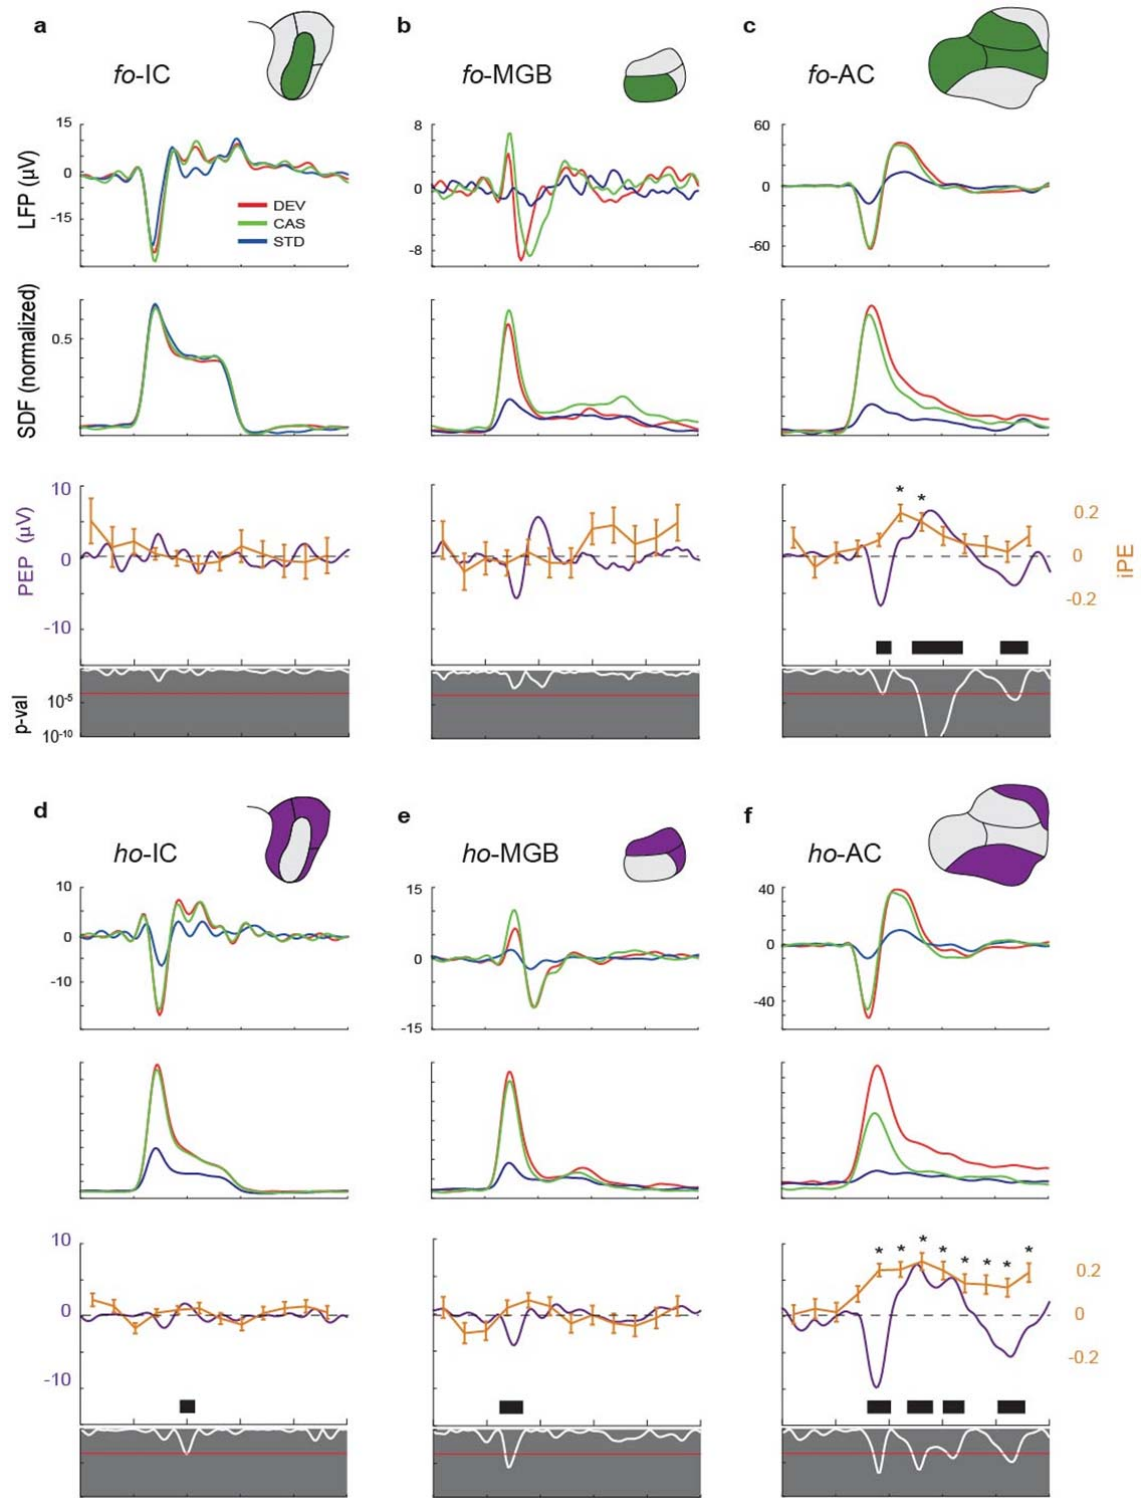 a b c
fo-IC fo-MGB fo-AC
15 8 60
LFP (µV)
0 0 0
-15
-8 -60
DEV
CAS
STD
SDF (normalized)
0.5
10
PEP (µV)
0
-10
* *
0.2
0
-0.2
iPE
p-val
10-5
10-10
d e f
ho-IC ho-MGB ho-AC
10 15 40
0 0 0
-10 -15 -40
10
0
-10
* * * * * * * *
0.2
0
-0.2